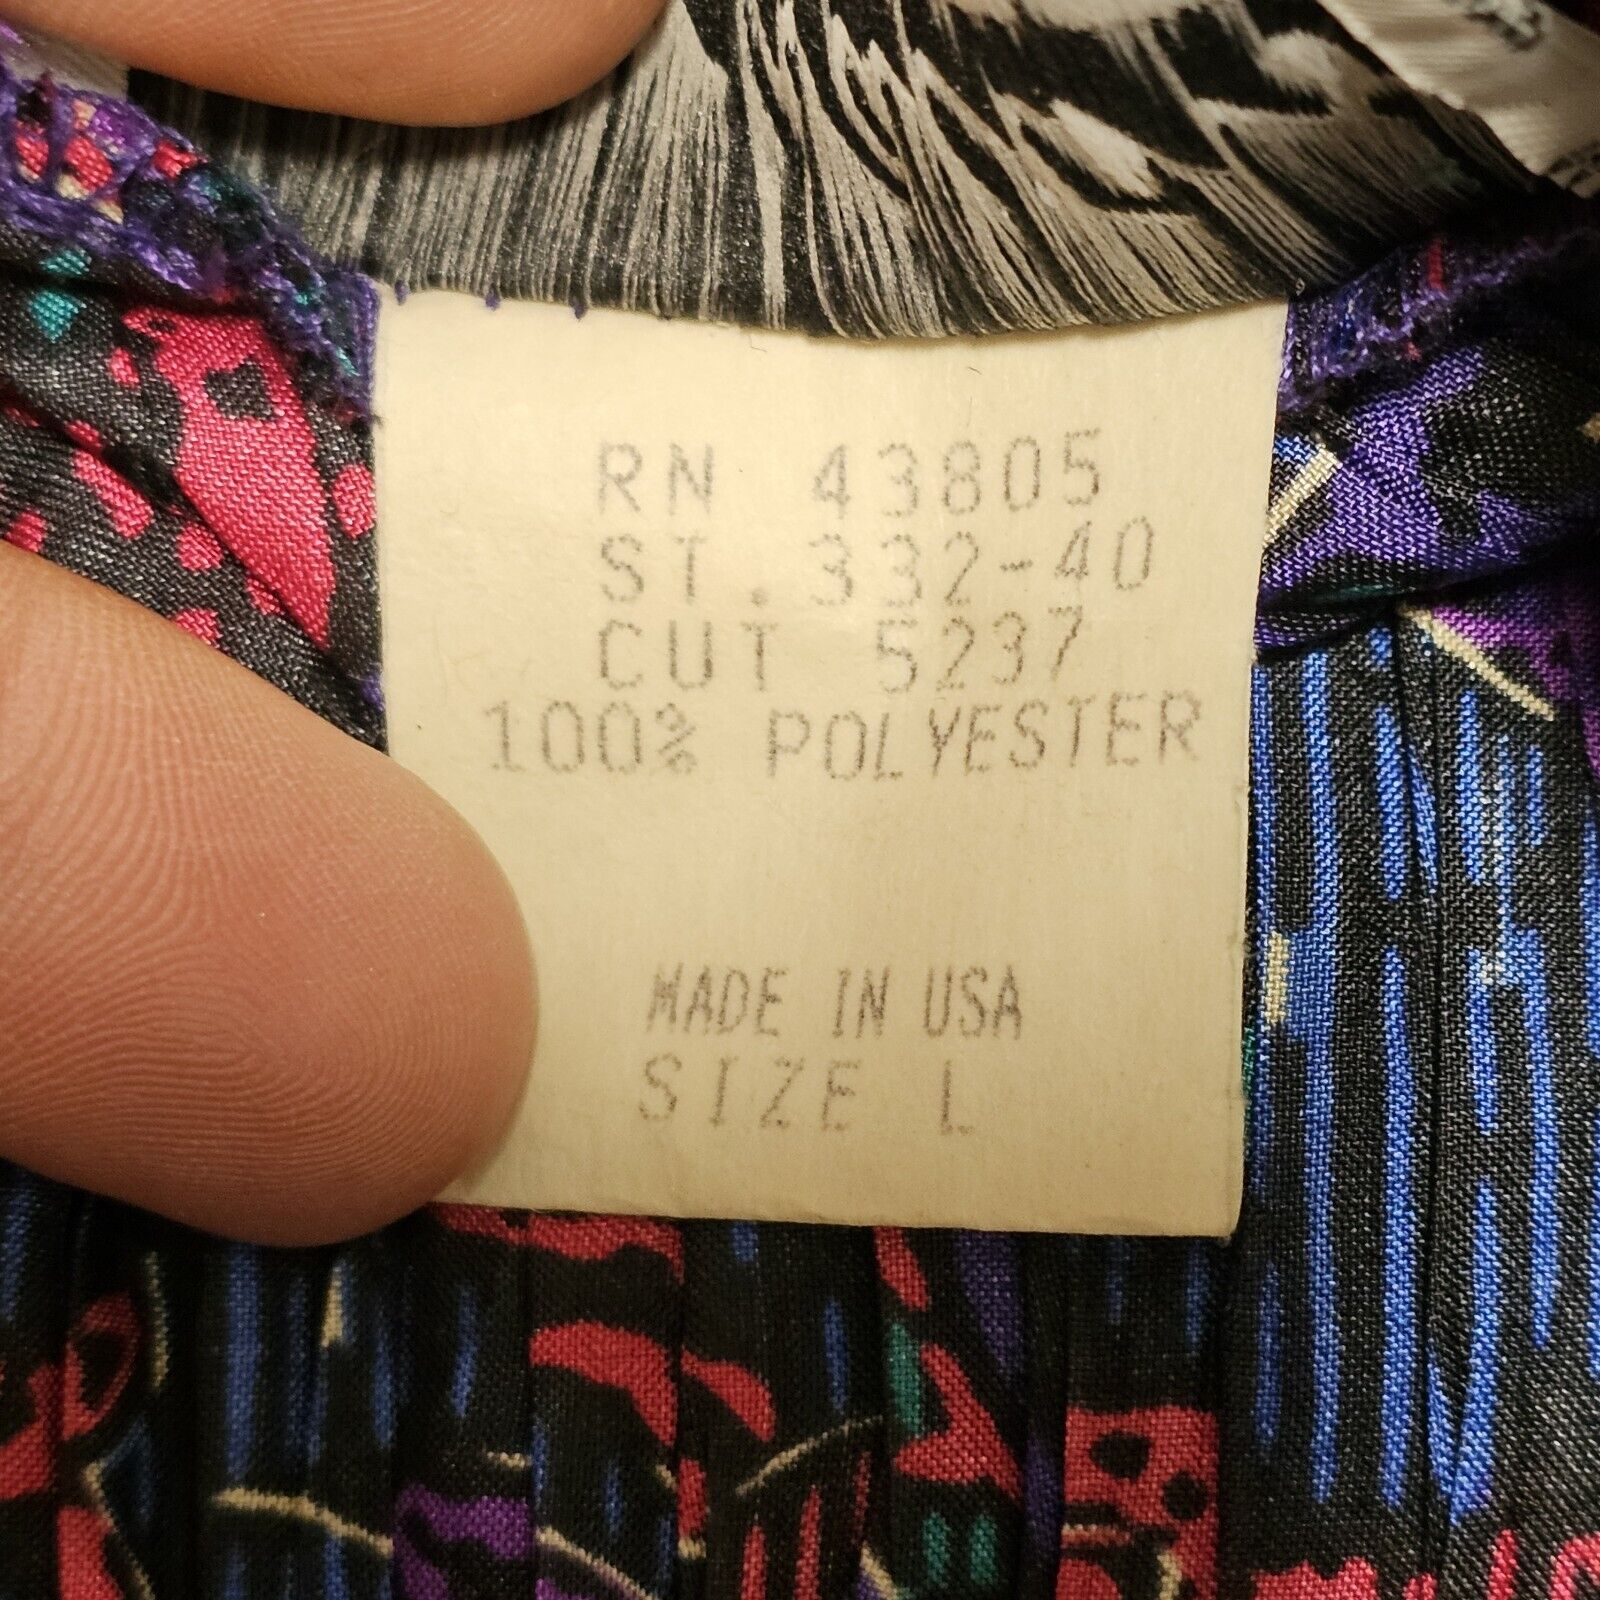 RN 43805
ST.332-40
CUT 5237
100% POLYESTER
MADE IN USA
SIZE L